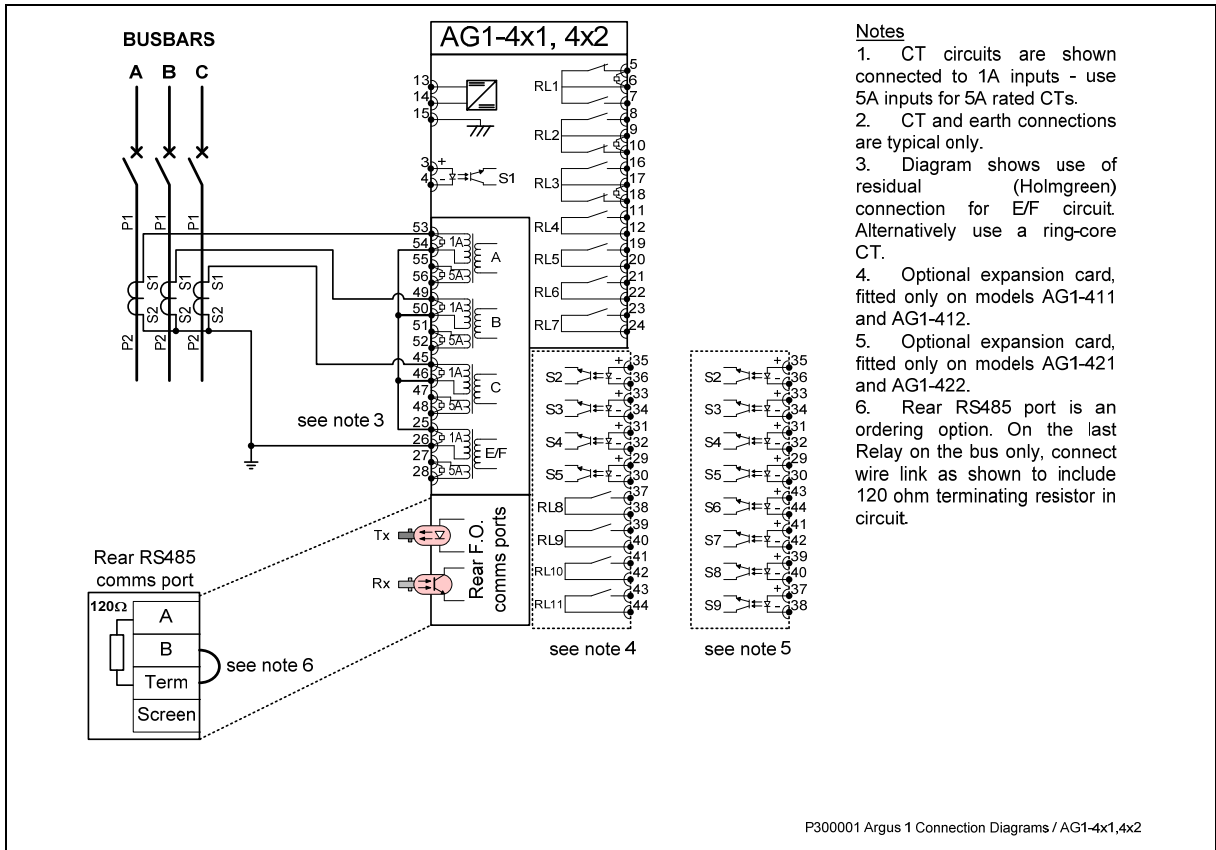 AG1-4x1, 4x2
BUSBARS
A B C
P1 P1 P1
S1 S1 S1
S2 S2 S2
P2 P2 P2
13
14
15
3 +
4 -
S1
53
54 1A
55 A
56 5A
49
50 1A
51 B
52 5A
45
46 1A
47 C
48 5A
25
26 1A
27 E/F
28 5A
see note 3
RL1 5
6
7
RL2 8
9
10
RL3 16
17
18
RL4 11
12
RL5 19
20
RL6 21
22
RL7 23
24
S2 + 35
- 36
S3 + 33
- 34
S4 + 31
- 32
S5 + 29
- 30
RL8 37
38
RL9 39
40
RL10 41
42
RL11 43
44
see note 4
S2 + 35
- 36
S3 + 33
- 34
S4 + 31
- 32
S5 + 29
- 30
S6 + 43
- 44
S7 + 41
- 42
S8 + 39
- 40
S9 + 37
- 38
see note 5
Tx
Rx
Rear F.O.
comms ports
Rear RS485
comms port
120Ω
A
B
Term
Screen
see note 6
Notes
1. CT circuits are shown
connected to 1A inputs - use
5A inputs for 5A rated CTs.
2. CT and earth connections
are typical only.
3. Diagram shows use of
residual (Holmgreen)
connection for E/F circuit.
Alternatively use a ring-core
CT.
4. Optional expansion card,
fitted only on models AG1-411
and AG1-412.
5. Optional expansion card,
fitted only on models AG1-421
and AG1-422.
6. Rear RS485 port is an
ordering option. On the last
Relay on the bus only, connect
wire link as shown to include
120 ohm terminating resistor in
circuit.
P300001 Argus 1 Connection Diagrams / AG1-4x1,4x2